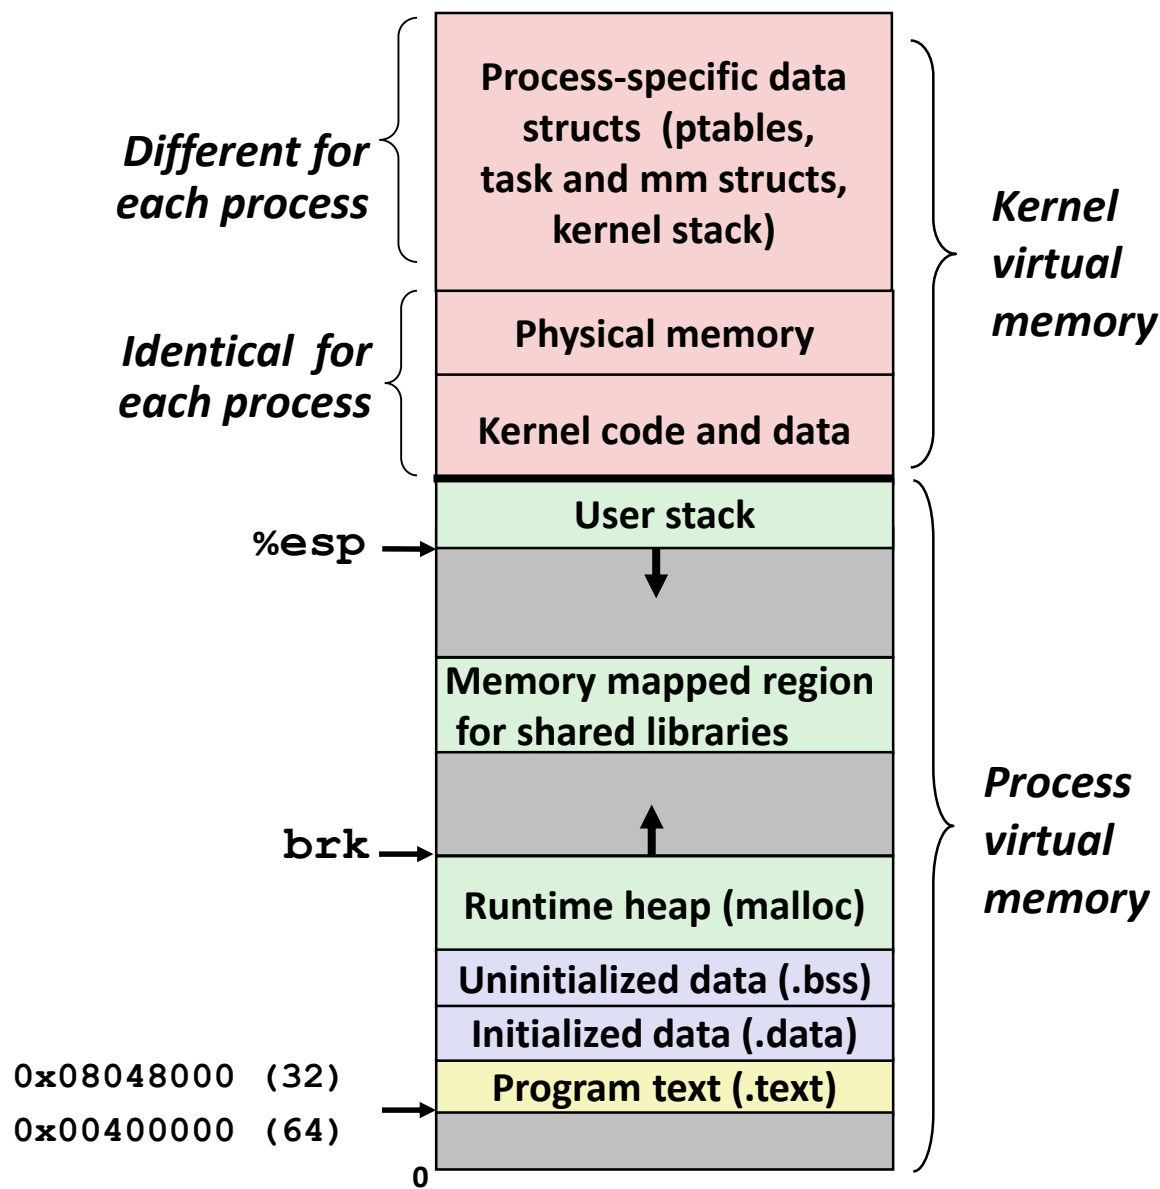 Process-specific data
structs (ptables,
task and mm structs,
kernel stack)
Different for
each process
Kernel
virtual
memory
Physical memory
Identical for
each process
Kernel code and data
User stack
%esp
Memory mapped region
for shared libraries
Process
virtual
memory
brk
Runtime heap (malloc)
Uninitialized data (.bss)
Initialized data (.data)
Program text (.text)
0x08048000 (32)
0x00400000 (64)
0